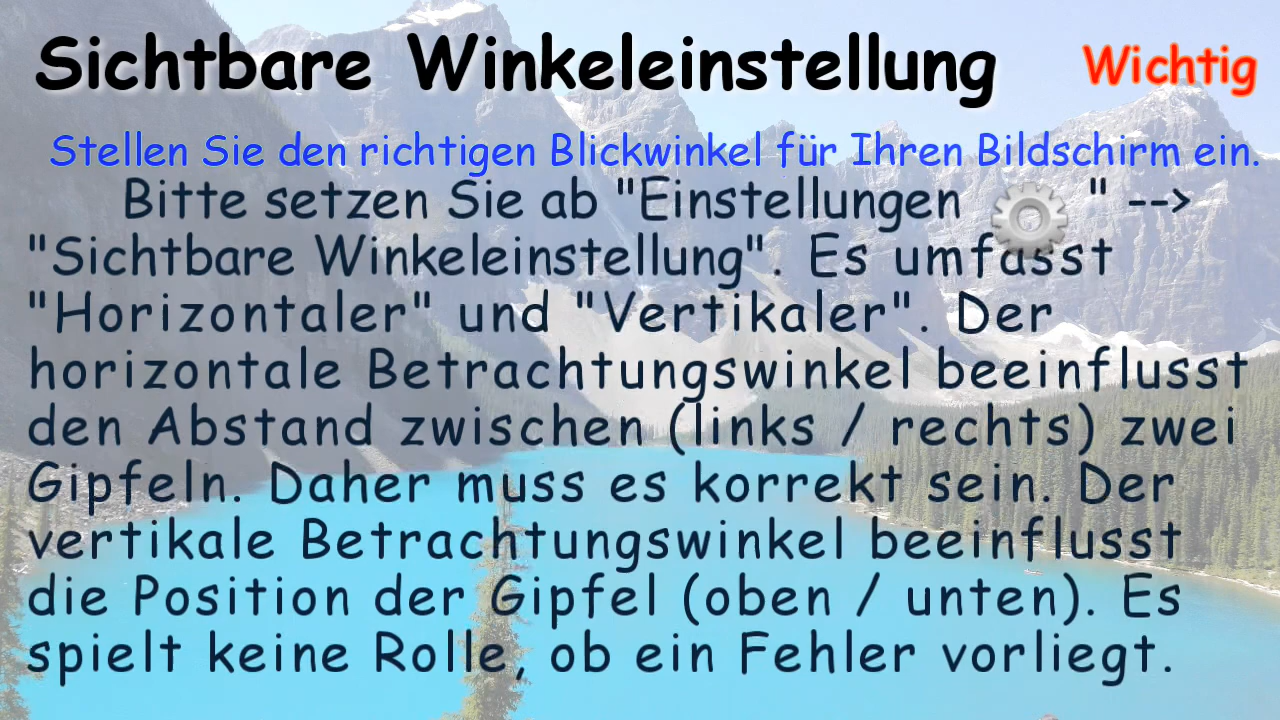 Sichtbare Winkeleinstellung Wichtig
Stellen Sie den richtigen Blickwinkel für Ihren Bildschirm ein.
Bitte setzen Sie ab "Einstellungen " -->
"Sichtbare Winkeleinstellung". Es umfasst
"Horizontaler" und "Vertikaler". Der
horizontale Betrachtungswinkel beeinflusst
den Abstand zwischen (links / rechts) zwei
Gipfeln. Daher muss es korrekt sein. Der
vertikale Betrachtungswinkel beeinflusst
die Position der Gipfel (oben / unten). Es
spielt keine Rolle, ob ein Fehler vorliegt.